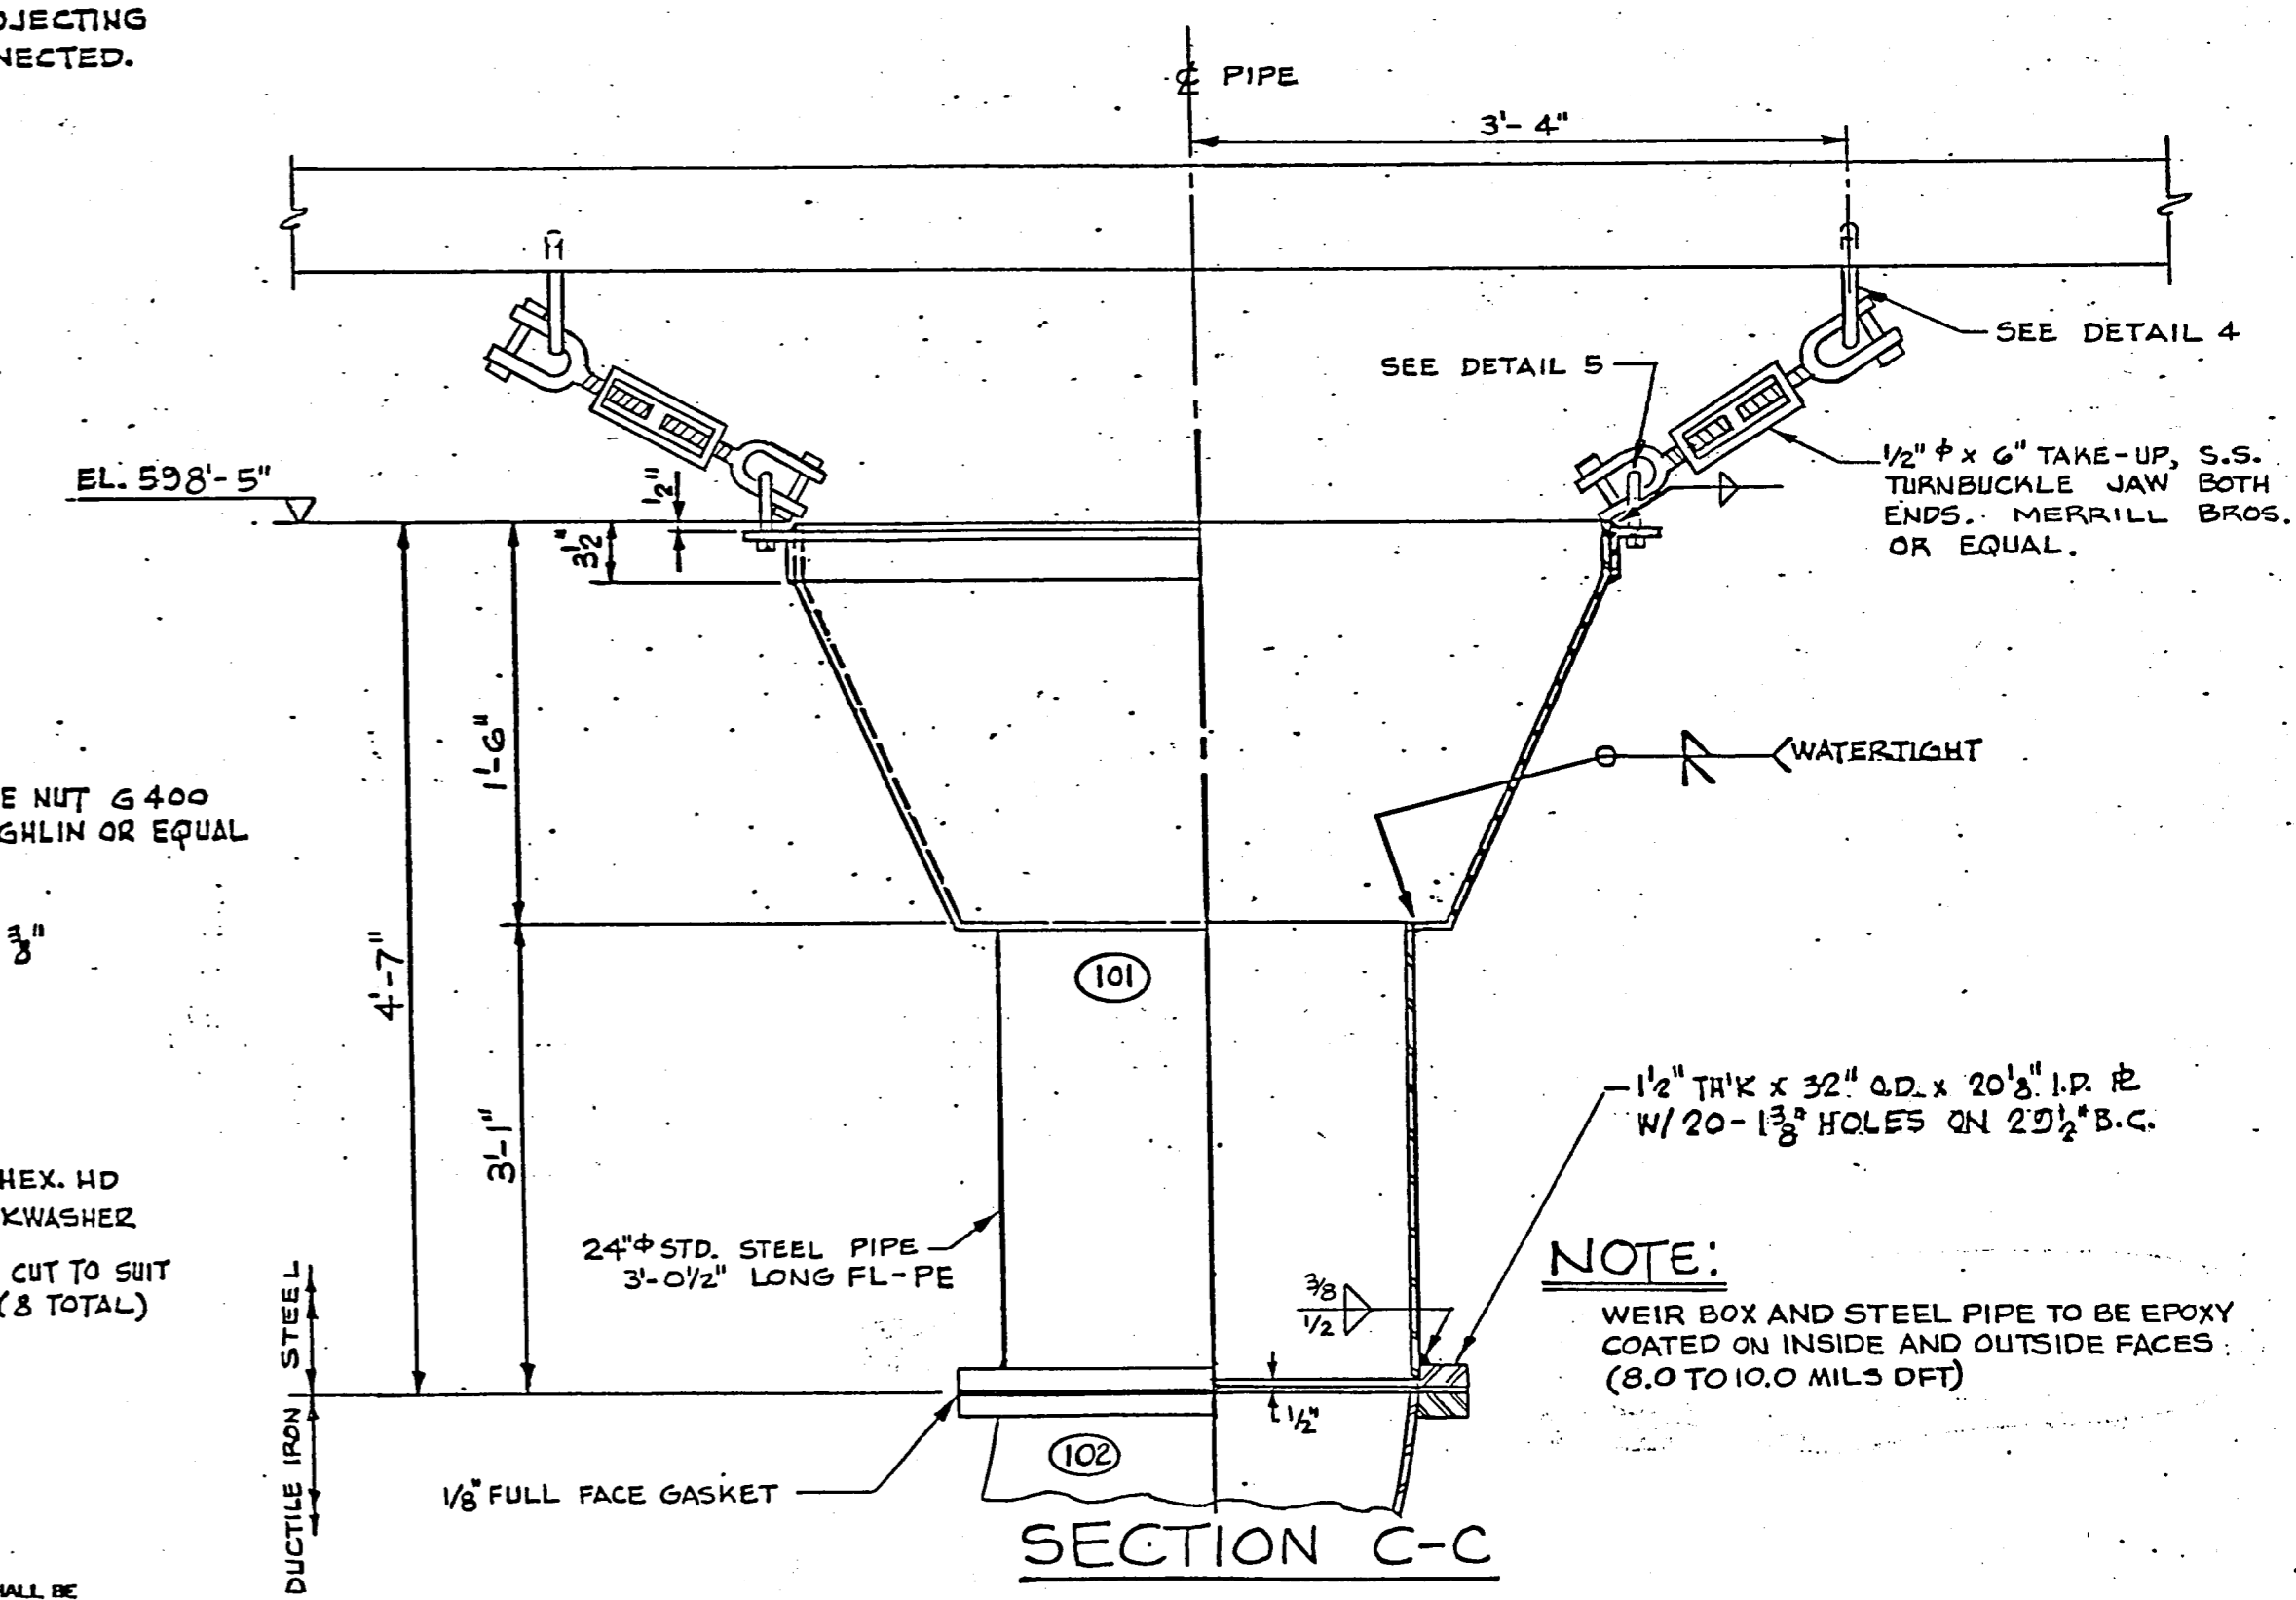 OJECTING
NECTED.
℄ PIPE
3'-4"
SEE DETAIL 4
SEE DETAIL 5
1/2" ϕ x 6" TAKE-UP, S.S.
TURNBUCKLE JAW BOTH
ENDS. MERRILL BROS.
OR EQUAL.
EL. 598'-5"
1/2"
3 1/2"
1'-6"
WATERTIGHT
E NUT G 400
GHLIN OR EQUAL
3/8"
4'-7"
101
3'-1"
1 1/2" TH'K x 32" O.D. x 20 1/8" I.D. ℄
W/ 20 - 1 3/8" HOLES ON 29 1/2" B.C.
HEX. HD
KWASHER
CUT TO SUIT
(8 TOTAL)
24" ϕ STD. STEEL PIPE
3'-0 1/2" LONG FL-PE
3/8
1/2
NOTE:
WEIR BOX AND STEEL PIPE TO BE EPOXY
COATED ON INSIDE AND OUTSIDE FACES
(8.0 TO 10.0 MILS DFT)
STEEL
DUCTILE IRON
1/2"
102
1/8" FULL FACE GASKET
SECTION C-C
HALL BE